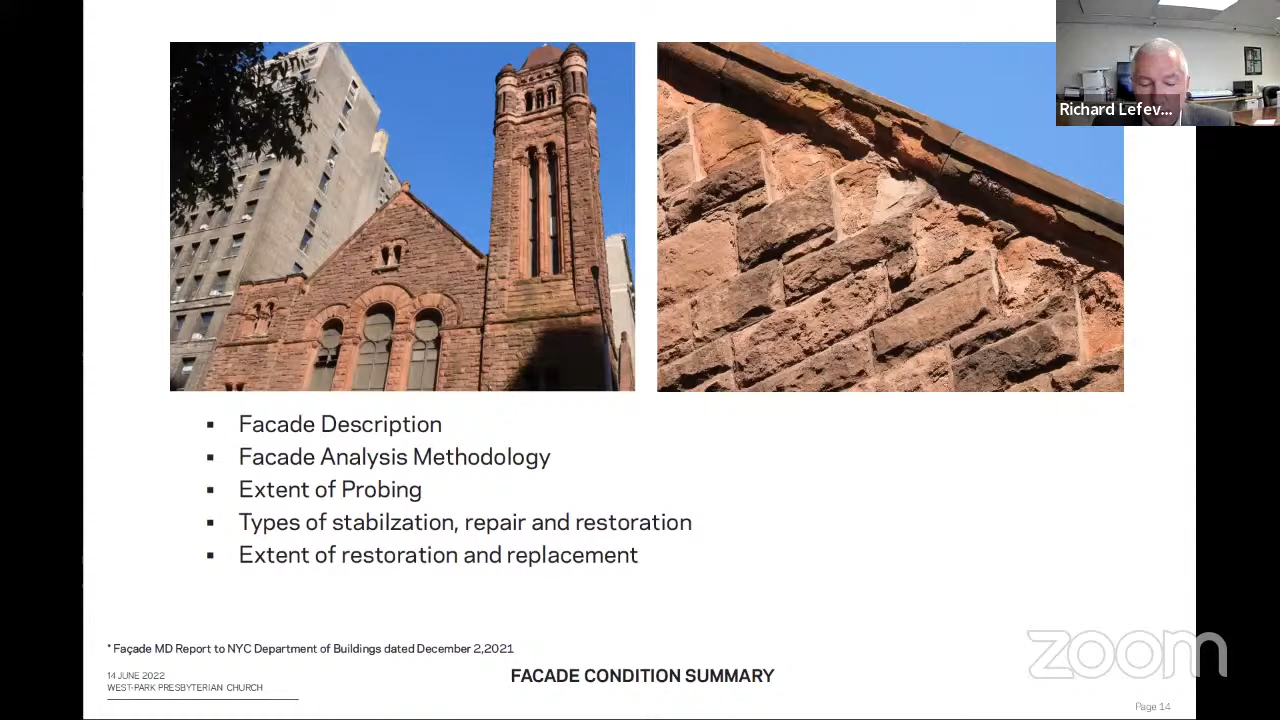 Richard Lefev...
▪ Facade Description
▪ Facade Analysis Methodology
▪ Extent of Probing
▪ Types of stabilzation, repair and restoration
▪ Extent of restoration and replacement
* Façade MD Report to NYC Department of Buildings dated December 2,2021
14 JUNE 2022
WEST-PARK PRESBYTERIAN CHURCH
FACADE CONDITION SUMMARY
zoom
Page 14